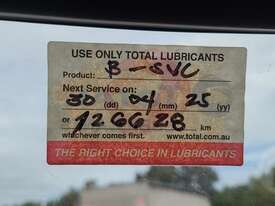 USE ONLY TOTAL LUBRICANTS
Product: B-SVC
Next Service on:
30 (dd) 04 (mm) 25 (yy)
or 126628 km
whichever comes first. www.total.com.au
THE RIGHT CHOICE IN LUBRICANTS